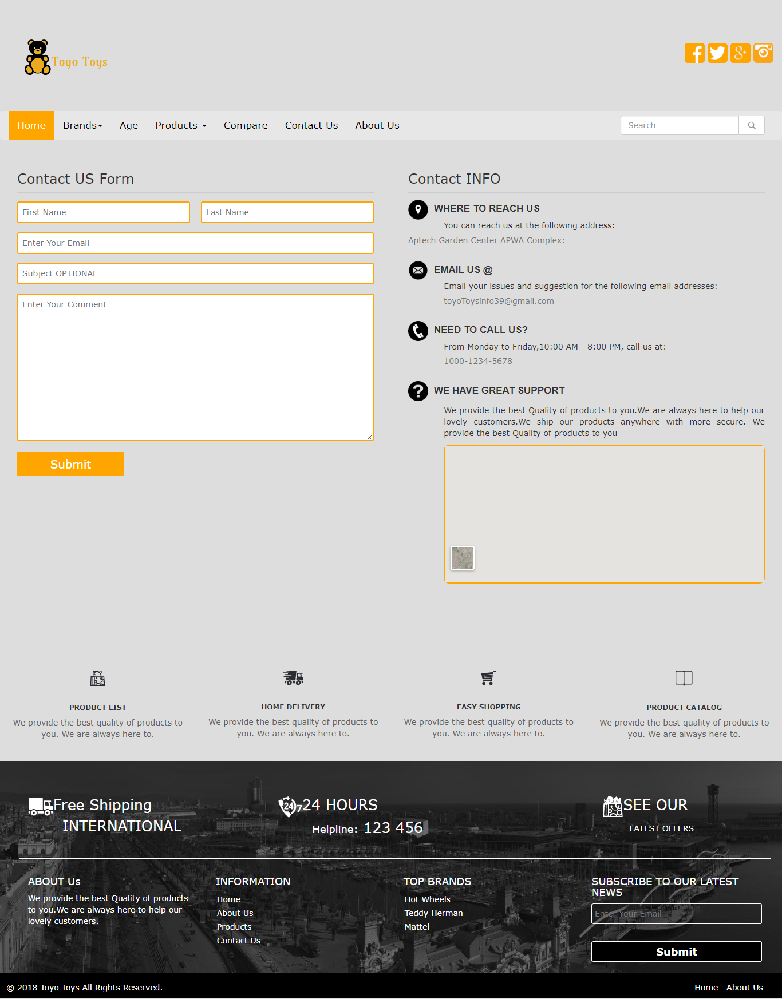 Toyo Toys
Home Brands Age Products Compare Contact Us About Us Search
Contact US Form
First Name Last Name
Enter Your Email
Subject OPTIONAL
Enter Your Comment
Submit
Contact INFO
WHERE TO REACH US
You can reach us at the following address:
Aptech Garden Center APWA Complex:
EMAIL US @
Email your issues and suggestion for the following email addresses:
toyoToysinfo39@gmail.com
NEED TO CALL US?
From Monday to Friday,10:00 AM - 8:00 PM, call us at:
1000-1234-5678
WE HAVE GREAT SUPPORT
We provide the best Quality of products to you.We are always here to help our
lovely customers.We ship our products anywhere with more secure. We
provide the best Quality of products to you
PRODUCT LIST
We provide the best quality of products to
you. We are always here to.
HOME DELIVERY
We provide the best quality of products to
you. We are always here to.
EASY SHOPPING
We provide the best quality of products to
you. We are always here to.
PRODUCT CATALOG
We provide the best quality of products to
you. We are always here to.
Free Shipping
INTERNATIONAL
24 7 24 HOURS
Helpline: 123 456
SEE OUR
LATEST OFFERS
ABOUT Us
We provide the best Quality of products
to you.We are always here to help our
lovely customers.
INFORMATION
Home
About Us
Products
Contact Us
TOP BRANDS
Hot Wheels
Teddy Herman
Mattel
SUBSCRIBE TO OUR LATEST
NEWS
Enter Your Email
Submit
© 2018 Toyo Toys All Rights Reserved. Home About Us